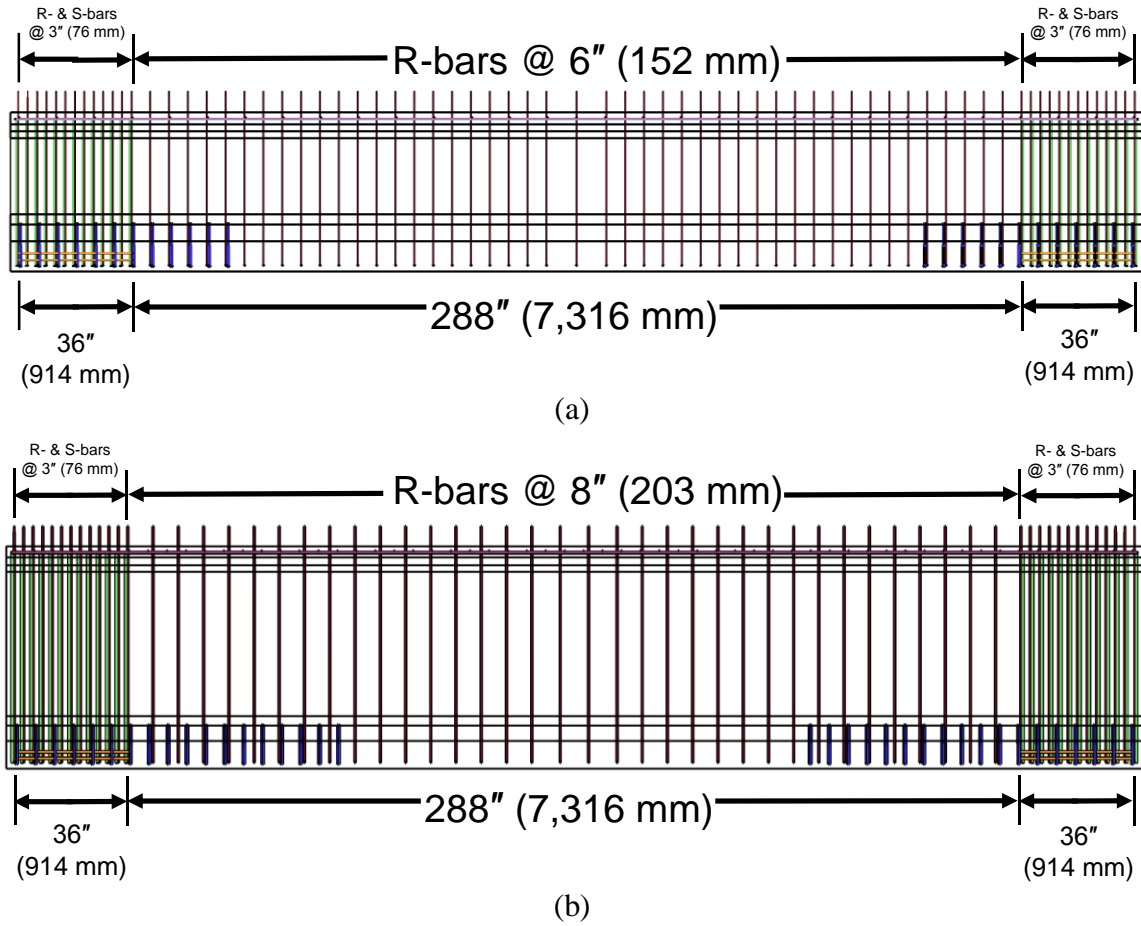 R- & S-bars
@ 3″ (76 mm)
R-bars @ 6″ (152 mm)
R- & S-bars
@ 3″ (76 mm)
36″
(914 mm)
288″ (7,316 mm)
36″
(914 mm)
(a)
R- & S-bars
@ 3″ (76 mm)
R-bars @ 8″ (203 mm)
R- & S-bars
@ 3″ (76 mm)
36″
(914 mm)
288″ (7,316 mm)
36″
(914 mm)
(b)